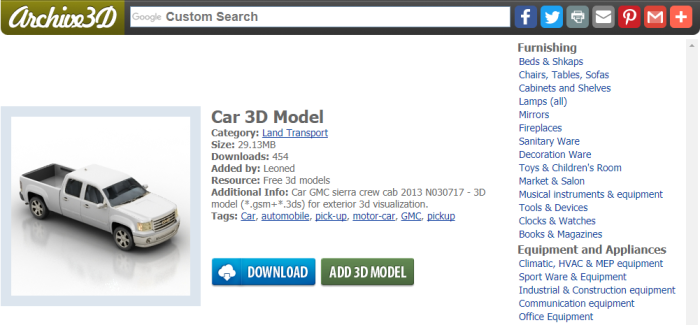 Archive3D
Google Custom Search
Car 3D Model
Category: Land Transport
Size: 29.13MB
Downloads: 454
Added by: Leoned
Resource: Free 3d models
Additional Info: Car GMC sierra crew cab 2013 N030717 - 3D
model (*.gsm+*.3ds) for exterior 3d visualization.
Tags: Car, automobile, pick-up, motor-car, GMC, pickup
DOWNLOAD
ADD 3D MODEL
Furnishing
Beds & Shkaps
Chairs, Tables, Sofas
Cabinets and Shelves
Lamps (all)
Mirrors
Fireplaces
Sanitary Ware
Decoration Ware
Toys & Children's Room
Market & Salon
Musical instruments & equipment
Tools & Devices
Clocks & Watches
Books & Magazines
Equipment and Appliances
Climatic, HVAC & MEP equipment
Sport Ware & Equipment
Industrial & Construction equipment
Communication equipment
Office Equipment